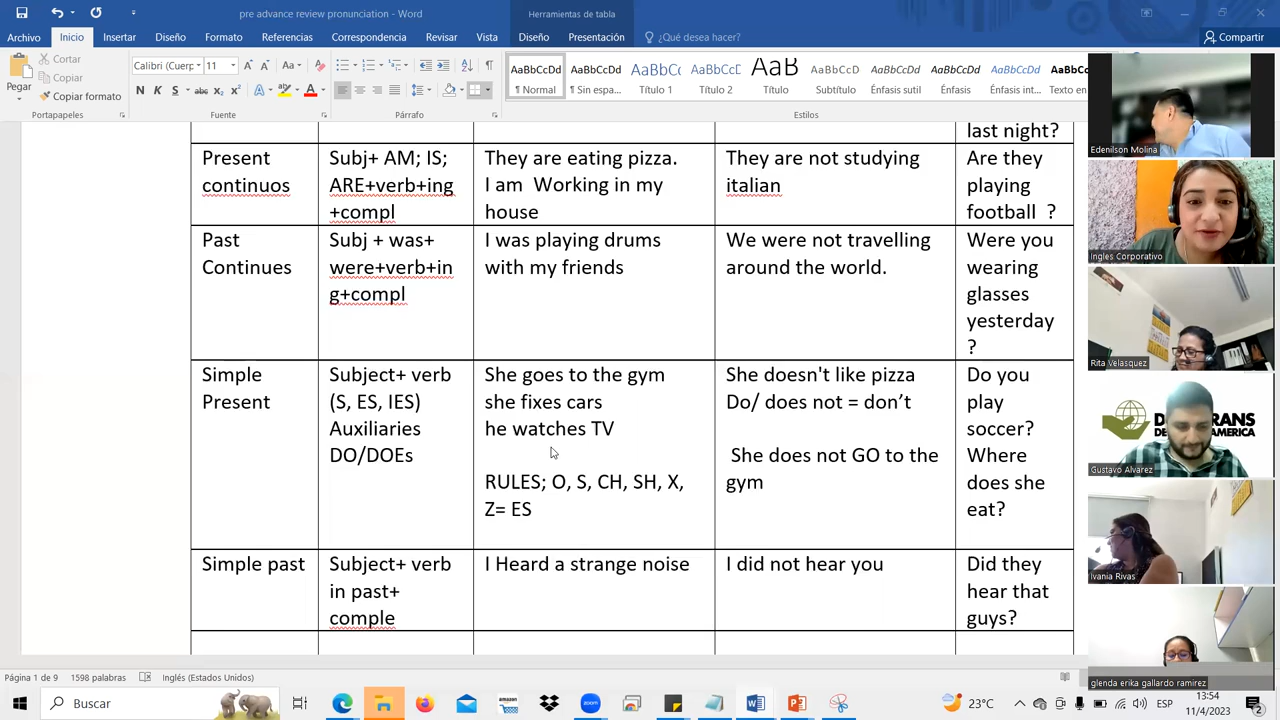 pre advance review pronunciation - Word
Herramientas de tabla
Archivo Inicio Insertar Diseño Formato Referencias Correspondencia Revisar Vista Diseño Presentación ¿Qué desea hacer? Compartir
Pegar
Cortar
Copiar
Copiar formato
Calibri (Cuerp 11
N K S abc
AaBbCcDd AaBbCcDd AaBbCc AaBbCcD AaB AaBbCcD AaBbCcDd AaBbCcDd AaBbCcDd AaBbCc
¶ Normal ¶ Sin espa... Título 1 Título 2 Título Subtítulo Énfasis sutil Énfasis Énfasis int... Texto en
Portapapeles Fuente Párrafo Estilos
last night?
Present
continuos
Subj+ AM; IS;
ARE+verb+ing
+compl
They are eating pizza.
I am Working in my
house
They are not studying
italian
Are they
playing
football ?
Past
Continues
Subj + was+
were+verb+in
g+compl
I was playing drums
with my friends
We were not travelling
around the world.
Were you
wearing
glasses
yesterday
?
Simple
Present
Subject+ verb
(S, ES, IES)
Auxiliaries
DO/DOEs
She goes to the gym
she fixes cars
he watches TV
RULES; O, S, CH, SH, X,
Z= ES
She doesn't like pizza
Do/ does not = don’t
She does not GO to the
gym
Do you
play
soccer?
Where
does she
eat?
Simple past
Subject+ verb
in past+
comple
I Heard a strange noise
I did not hear you
Did they
hear that
guys?
Edenilson Molina
Ingles Corporativo
Rita Velasquez
Gustavo Alvarez
Ivania Rivas
glenda erika gallardo ramirez
Página 1 de 9 1598 palabras Inglés (Estados Unidos)
Buscar
amazon
zoom
23°C
ESP
13:54
11/4/2023
2